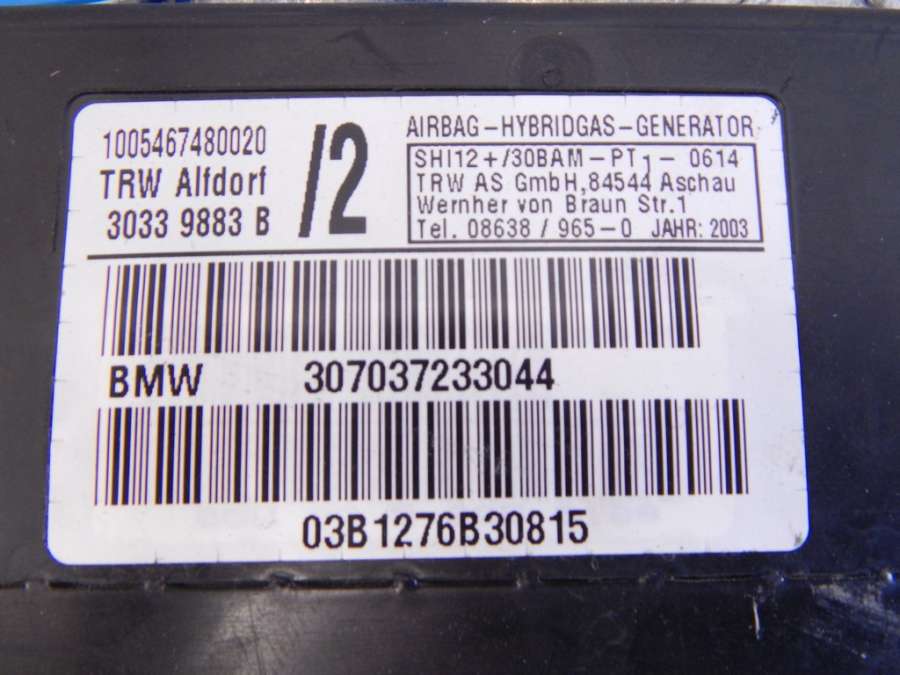 1005467480020
TRW Alfdorf
3033 9883 B
/2
AIRBAG-HYBRIDGAS-GENERATOR
SHI12+/30BAM-PT1-0614
TRW AS GmbH,84544 Aschau
Wernher von Braun Str.1
Tel. 08638 / 965-0 JAHR: 2003
BMW 307037233044
03B1276B30815